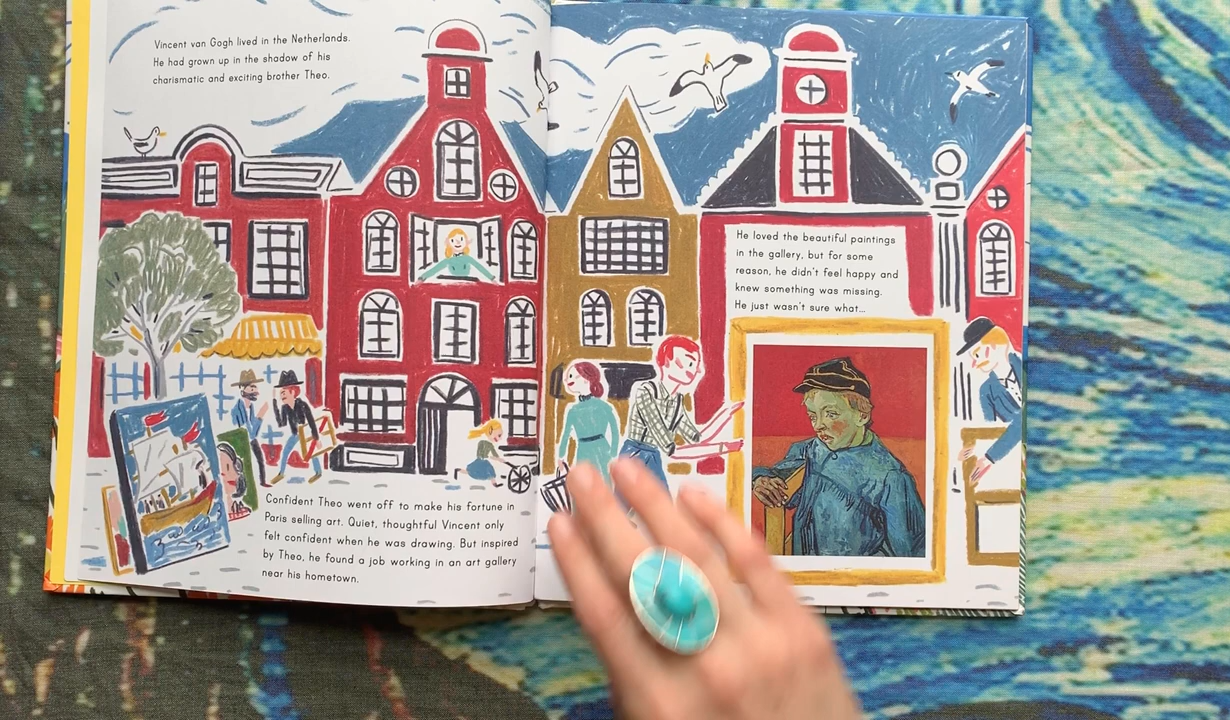 Vincent van Gogh lived in the Netherlands.
He had grown up in the shadow of his
charismatic and exciting brother Theo.
Confident Theo went off to make his fortune in
Paris selling art. Quiet, thoughtful Vincent only
felt confident when he was drawing. But inspired
by Theo, he found a job working in an art gallery
near his hometown.
He loved the beautiful paintings
in the gallery, but for some
reason, he didn't feel happy and
knew something was missing.
He just wasn't sure what...